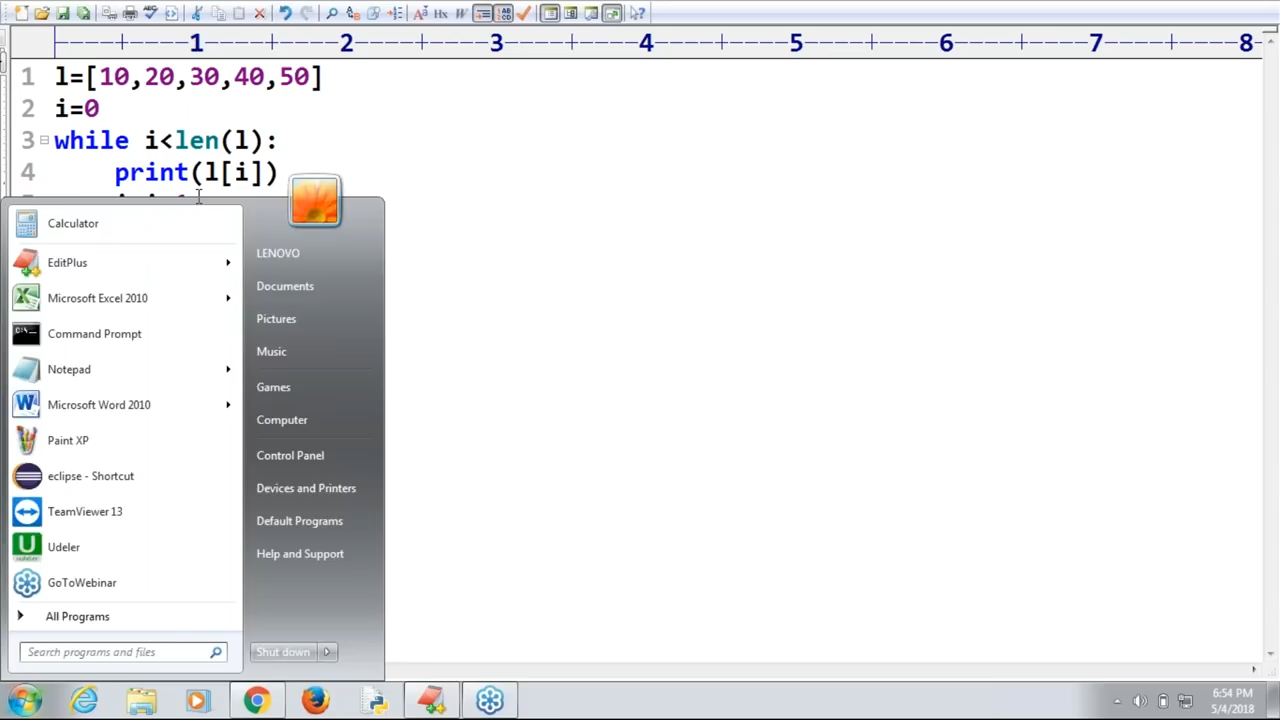 1 2 3 4 5 6 7 8
1 l=[10,20,30,40,50]
2 i=0
3 while i<len(l):
4 print(l[i])
Calculator
EditPlus
Microsoft Excel 2010
Command Prompt
Notepad
Microsoft Word 2010
Paint XP
eclipse - Shortcut
TeamViewer 13
Udeler
GoToWebinar
All Programs
Search programs and files
LENOVO
Documents
Pictures
Music
Games
Computer
Control Panel
Devices and Printers
Default Programs
Help and Support
Shut down
6:54 PM
5/4/2018